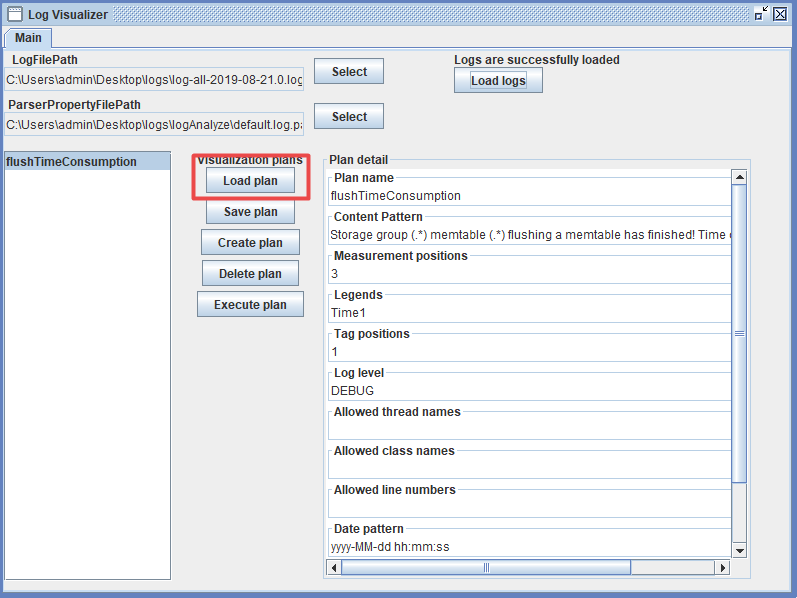 Log Visualizer
Main
LogFilePath
C:\Users\admin\Desktop\logs\log-all-2019-08-21.0.log
Select
Logs are successfully loaded
Load logs
ParserPropertyFilePath
C:\Users\admin\Desktop\logs\logAnalyze\default.log.pa
Select
flushTimeConsumption
Visualization plans
Load plan
Save plan
Create plan
Delete plan
Execute plan
Plan detail
Plan name
flushTimeConsumption
Content Pattern
Storage group (.*) memtable (.*) flushing a memtable has finished! Time
Measurement positions
3
Legends
Time1
Tag positions
1
Log level
DEBUG
Allowed thread names
Allowed class names
Allowed line numbers
Date pattern
yyyy-MM-dd hh:mm:ss